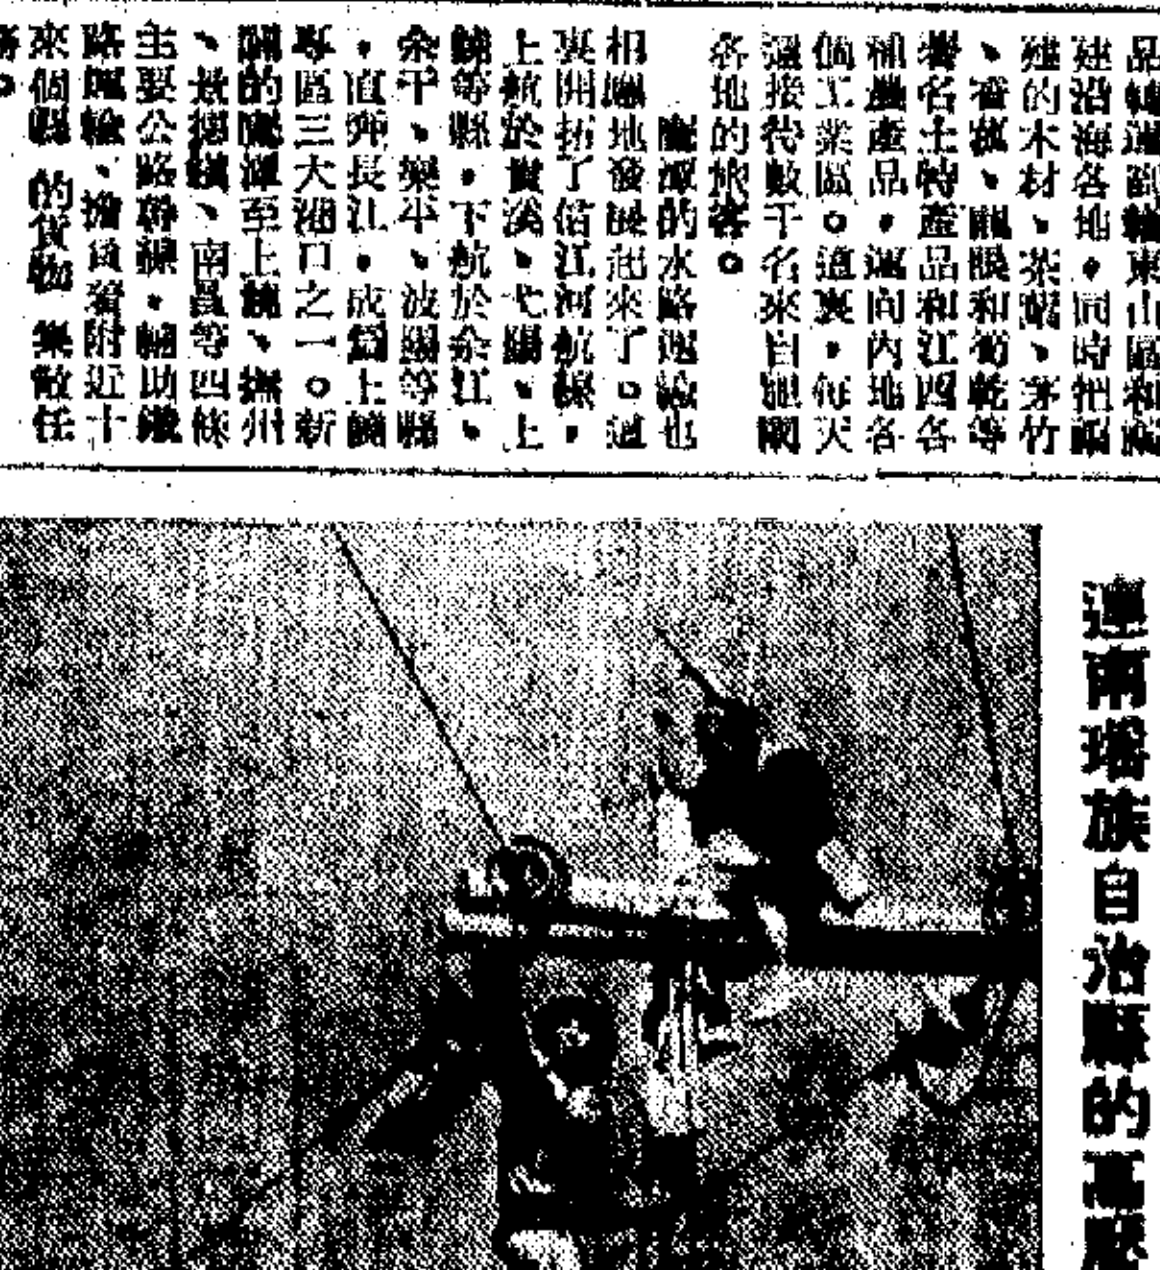 品轉運到東山區和
建沿海各地，同時把福
建的木材、茶葉、茅竹
、香菰、龍眼和筍乾等
著名土特產品和江西各
種農產品，運向內地各
個工業區。這裏，每天
還接待數千名來自
各地的旅客。
鷹潭的水路運輸也
相應地發展起來了。這
裏開拓了信江河航線，
上航於貴溪、弋陽、上
饒等縣，下航於余江、
余干、樂平、波陽等縣
，直奔長江，成爲上饒
專區三大港口之一。新
闢的鷹潭至上饒、撫州
、景德鎮、南昌等四條
主要公路幹線，輔助鐵
路運輸、擔負着附近十
來個縣的貨物集散任
務。
連南瑤族自治縣的高壓